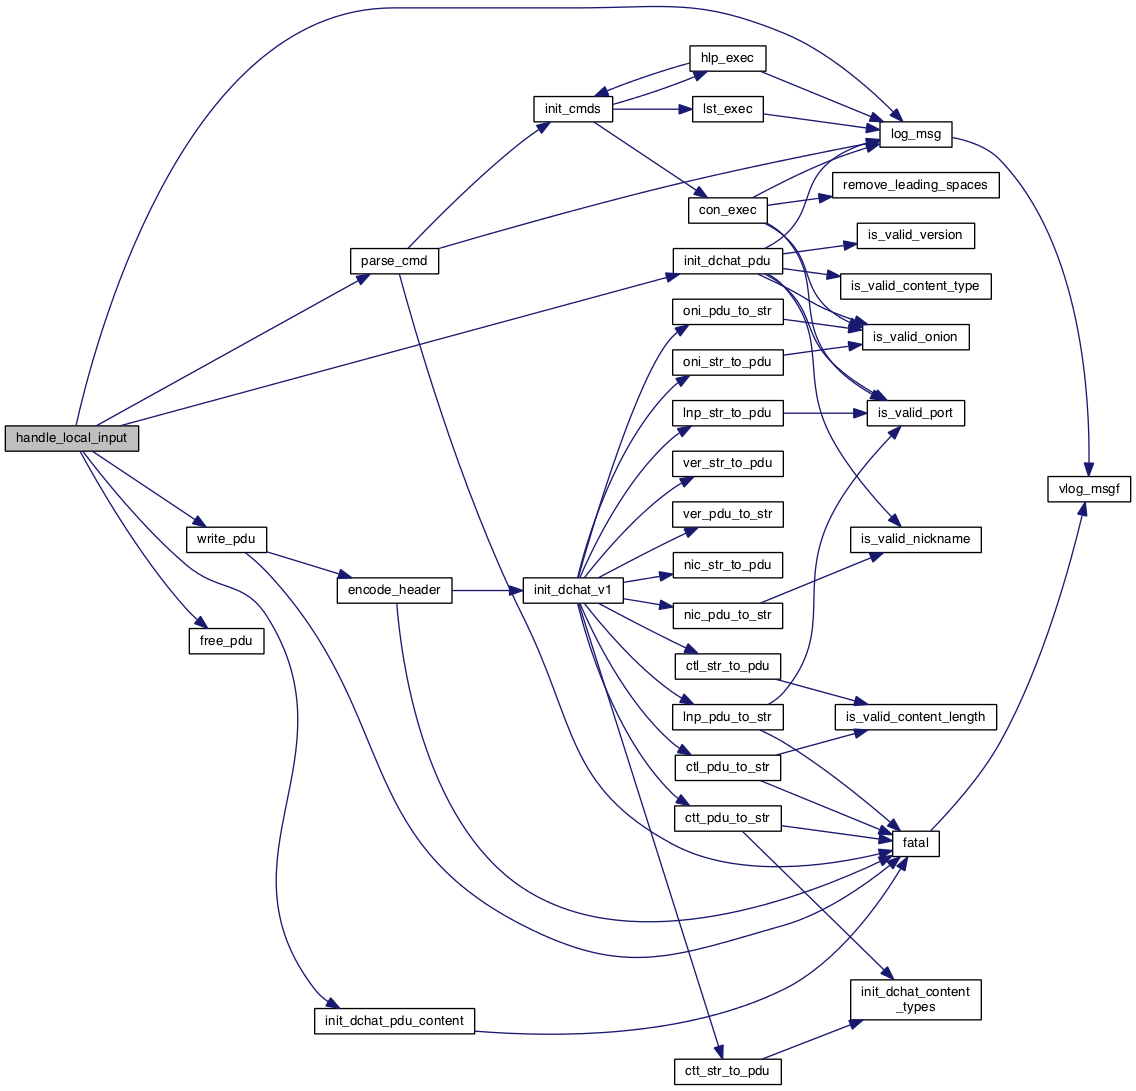 hlp_exec
init_cmds
lst_exec
log_msg
remove_leading_spaces
con_exec
is_valid_version
parse_cmd
init_dchat_pdu
is_valid_content_type
oni_pdu_to_str
is_valid_onion
oni_str_to_pdu
lnp_str_to_pdu
is_valid_port
handle_local_input
ver_str_to_pdu
vlog_msgf
ver_pdu_to_str
write_pdu
is_valid_nickname
nic_str_to_pdu
encode_header
init_dchat_v1
nic_pdu_to_str
free_pdu
ctl_str_to_pdu
lnp_pdu_to_str
is_valid_content_length
ctl_pdu_to_str
ctt_pdu_to_str
fatal
init_dchat_content
_types
init_dchat_pdu_content
ctt_str_to_pdu